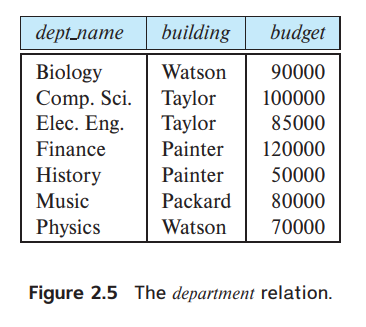 dept_name building budget
Biology Watson 90000
Comp. Sci. Taylor 100000
Elec. Eng. Taylor 85000
Finance Painter 120000
History Painter 50000
Music Packard 80000
Physics Watson 70000
Figure 2.5 The department relation.